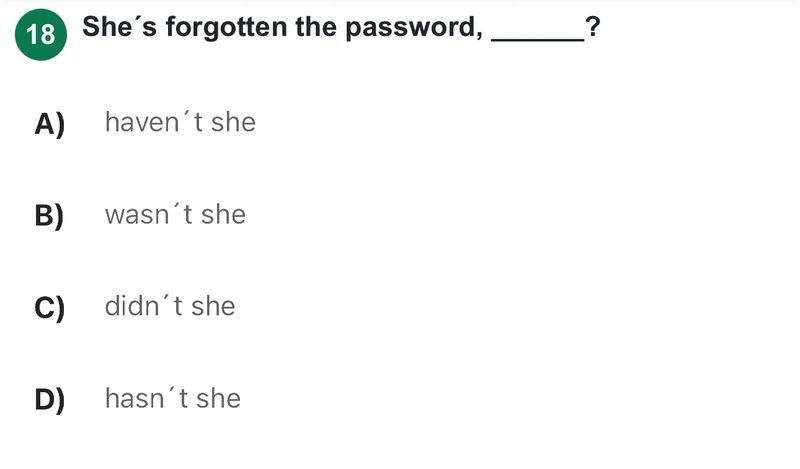 18 She´s forgotten the password, ______?
A) haven´t she
B) wasn´t she
C) didn´t she
D) hasn´t she